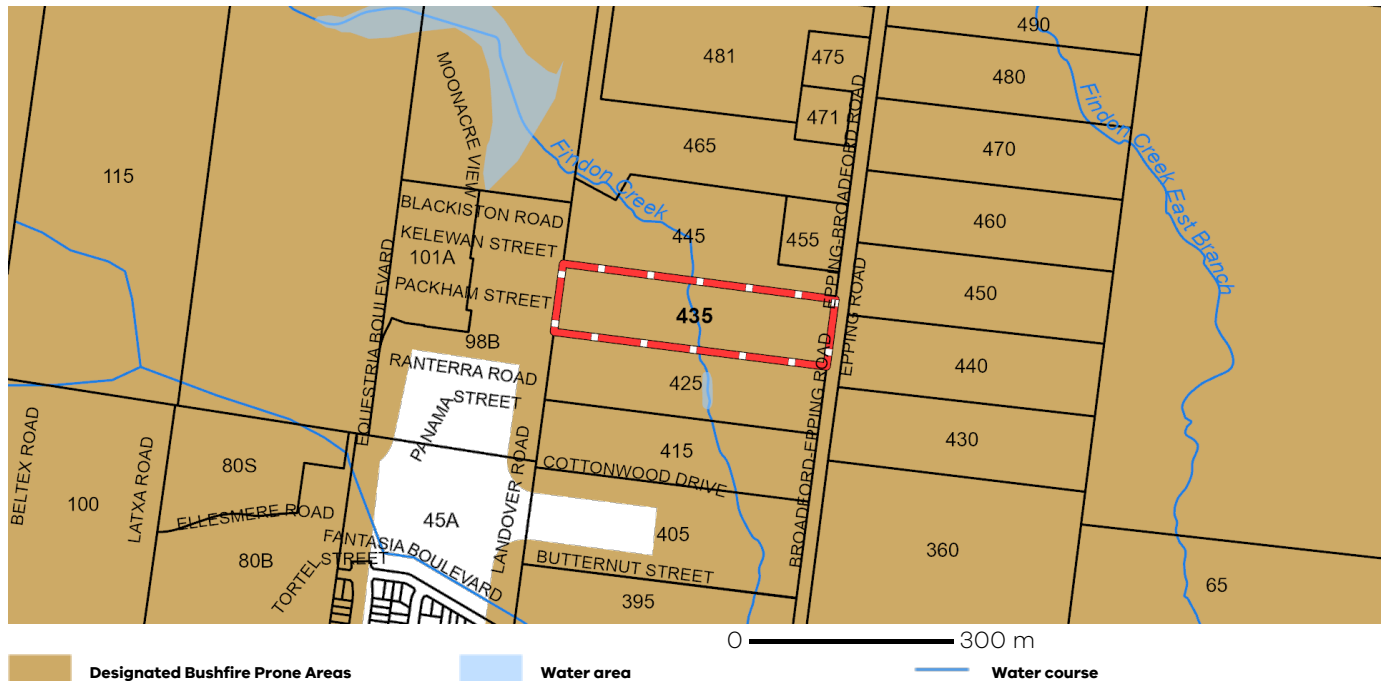 490
481
475
480
MOONACRE VIEW
471
Findon Creek East Branch
465
470
115
Findon Creek
BLACKISTON ROAD
460
KELEWAN STREET
445
455
101A
EPPING-BRADFORD ROAD
PACKHAM STREET
450
435
EQUESTRIA BOULEVARD
EPPING ROAD
98B
RANTERRA ROAD
425
440
STREET
PANAMA
BROADFORD-EPPING ROAD
430
415
COTTONWOOD DRIVE
80S
BELTEX ROAD
LATXA ROAD
100
LANDOVER ROAD
ELLESMERE ROAD
45A
405
360
FANTASIA BOULEVARD
STREET
TORTEL
80B
BUTTERNUT STREET
65
395
0 300 m
Designated Bushfire Prone Areas Water area Water course